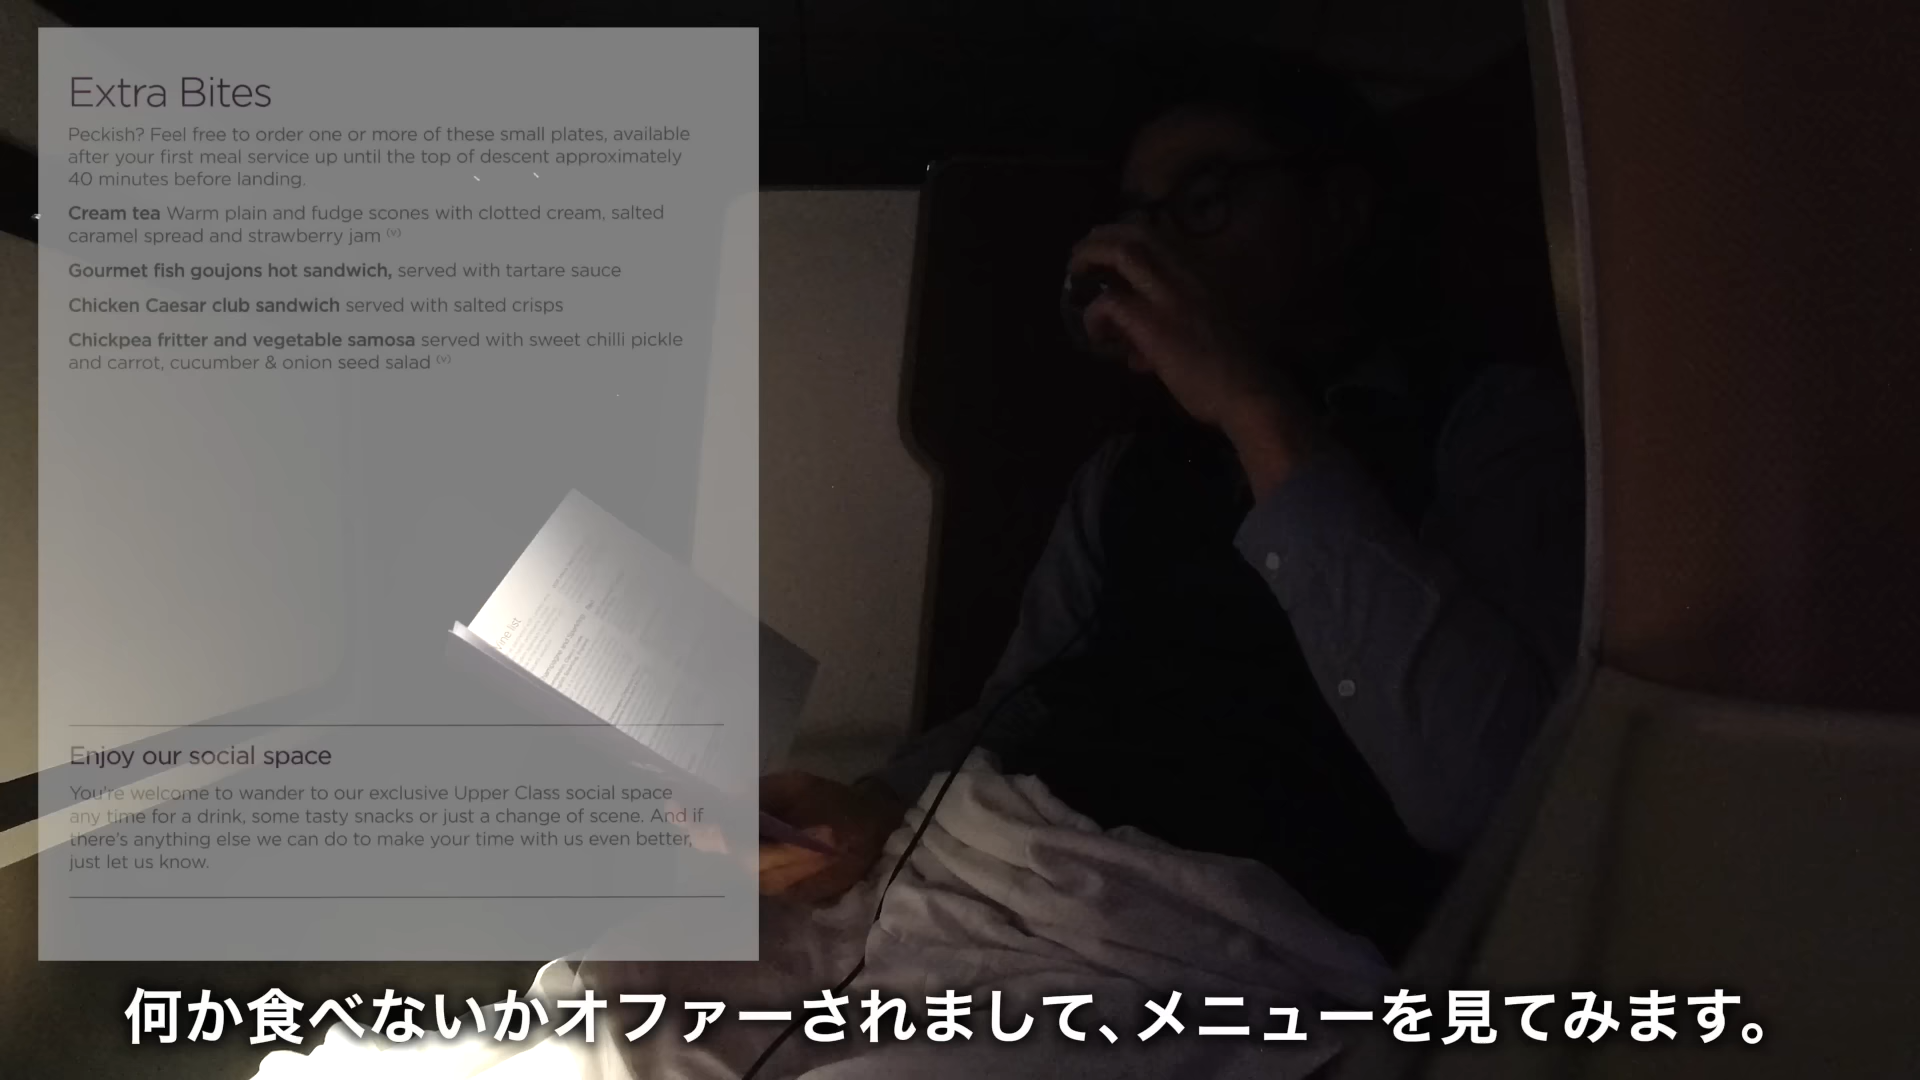 Extra Bites
Peckish? Feel free to order one or more of these small plates, available
after your first meal service up until the top of descent approximately
40 minutes before landing.
Cream tea Warm plain and fudge scones with clotted cream, salted
caramel spread and strawberry jam (v)
Gourmet fish goujons hot sandwich, served with tartare sauce
Chicken Caesar club sandwich served with salted crisps
Chickpea fritter and vegetable samosa served with sweet chilli pickle
and carrot, cucumber & onion seed salad (v)
Enjoy our social space
You're welcome to wander to our exclusive Upper Class social space
any time for a drink, some tasty snacks or just a change of scene. And if
there's anything else we can do to make your time with us even better,
just let us know.
何か食べないかオファーされまして、メニューを見てみます。